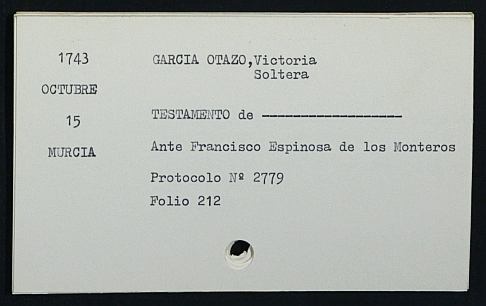 1743 GARCIA OTAZO,Victoria
Soltera
OCTUBRE
15 TESTAMENTO de -------------------
MURCIA Ante Francisco Espinosa de los Monteros
Protocolo Nº 2779
Folio 212